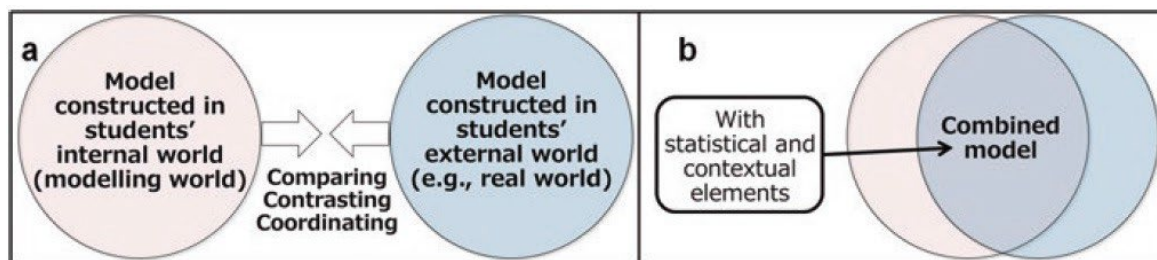 a
Model
constructed in
students'
internal world
(modelling world)
Comparing
Contrasting
Coordinating
Model
constructed in
students'
external world
(e.g., real world)
b
With
statistical and
contextual
elements
Combined
model